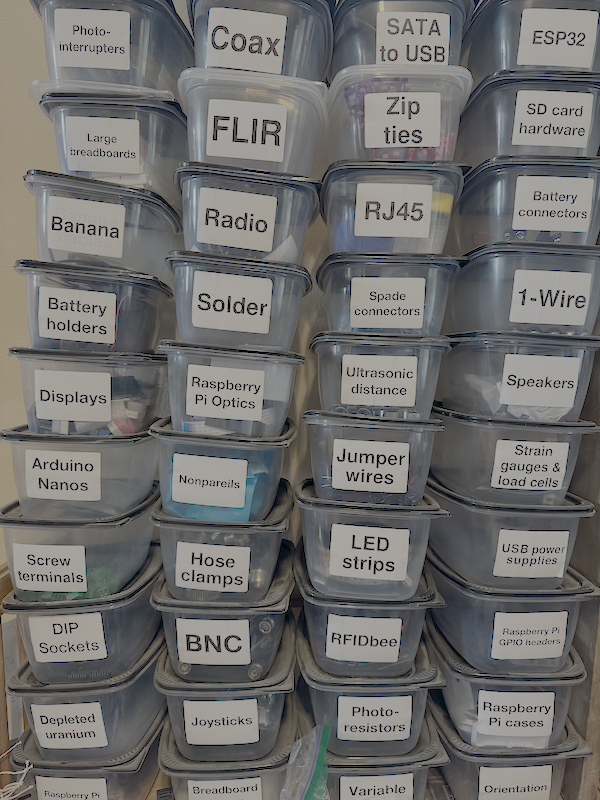 Photo-
interrupters
Coax
SATA
to USB
ESP32
Large
breadboards
FLIR
Zip
ties
SD card
hardware
Banana
Radio
RJ45
Battery
connectors
Battery
holders
Solder
Spade
connectors
1-Wire
Displays
Raspberry
Pi Optics
Ultrasonic
distance
Speakers
Arduino
Nanos
Nonpareils
Jumper
wires
Strain
gauges &
load cells
Screw
terminals
Hose
clamps
LED
strips
USB power
supplies
DIP
Sockets
BNC
RFIDbee
Raspberry Pi
GPIO headers
Depleted
uranium
Joysticks
Photo-
resistors
Raspberry
Pi cases
Raspberry Pi
Breadboard
Variable
Orientation